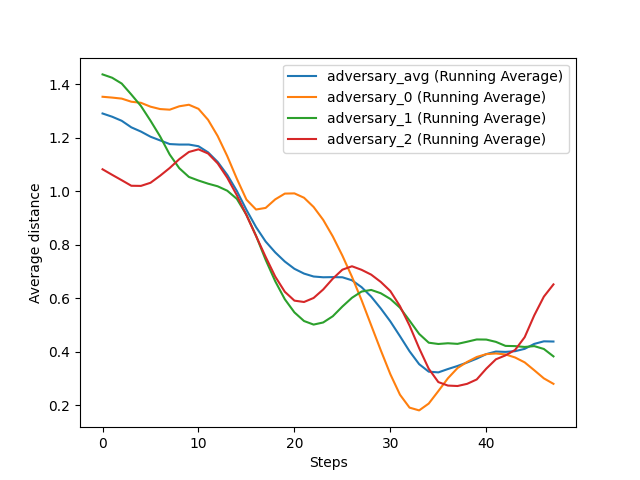 adversary_avg (Running Average)
adversary_0 (Running Average)
adversary_1 (Running Average)
adversary_2 (Running Average)
Average distance
1.4
1.2
1.0
0.8
0.6
0.4
0.2
0 10 20 30 40
Steps